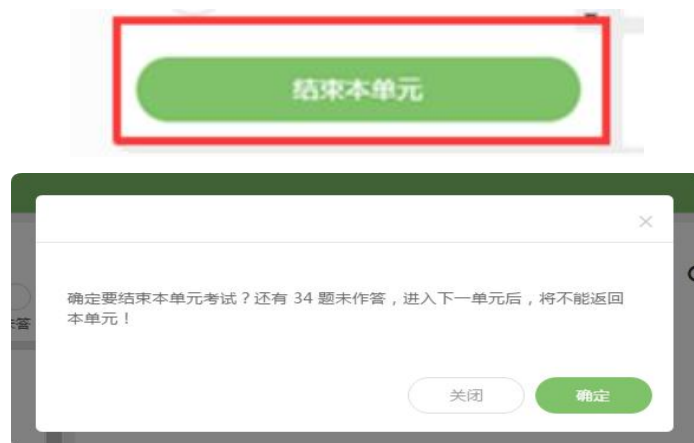 结束本单元
确定要结束本单元考试？还有 34 题未作答，进入下一单元后，将不能返回
本单元！
答
关闭
确定